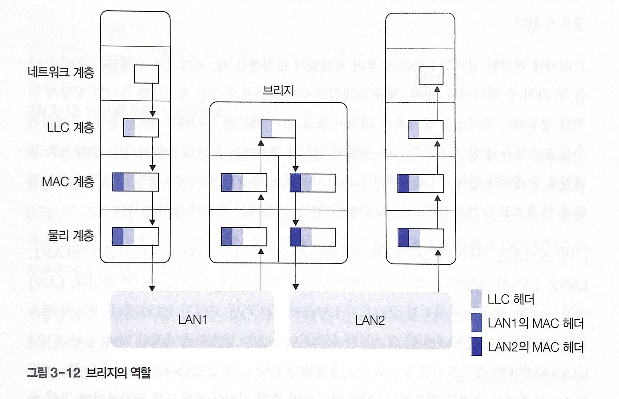 네트워크 계층
브리지
LLC 계층
MAC 계층
물리 계층
LAN1
LAN2
LLC 헤더
LAN1의 MAC 헤더
LAN2의 MAC 헤더
그림 3-12 브리지의 역할